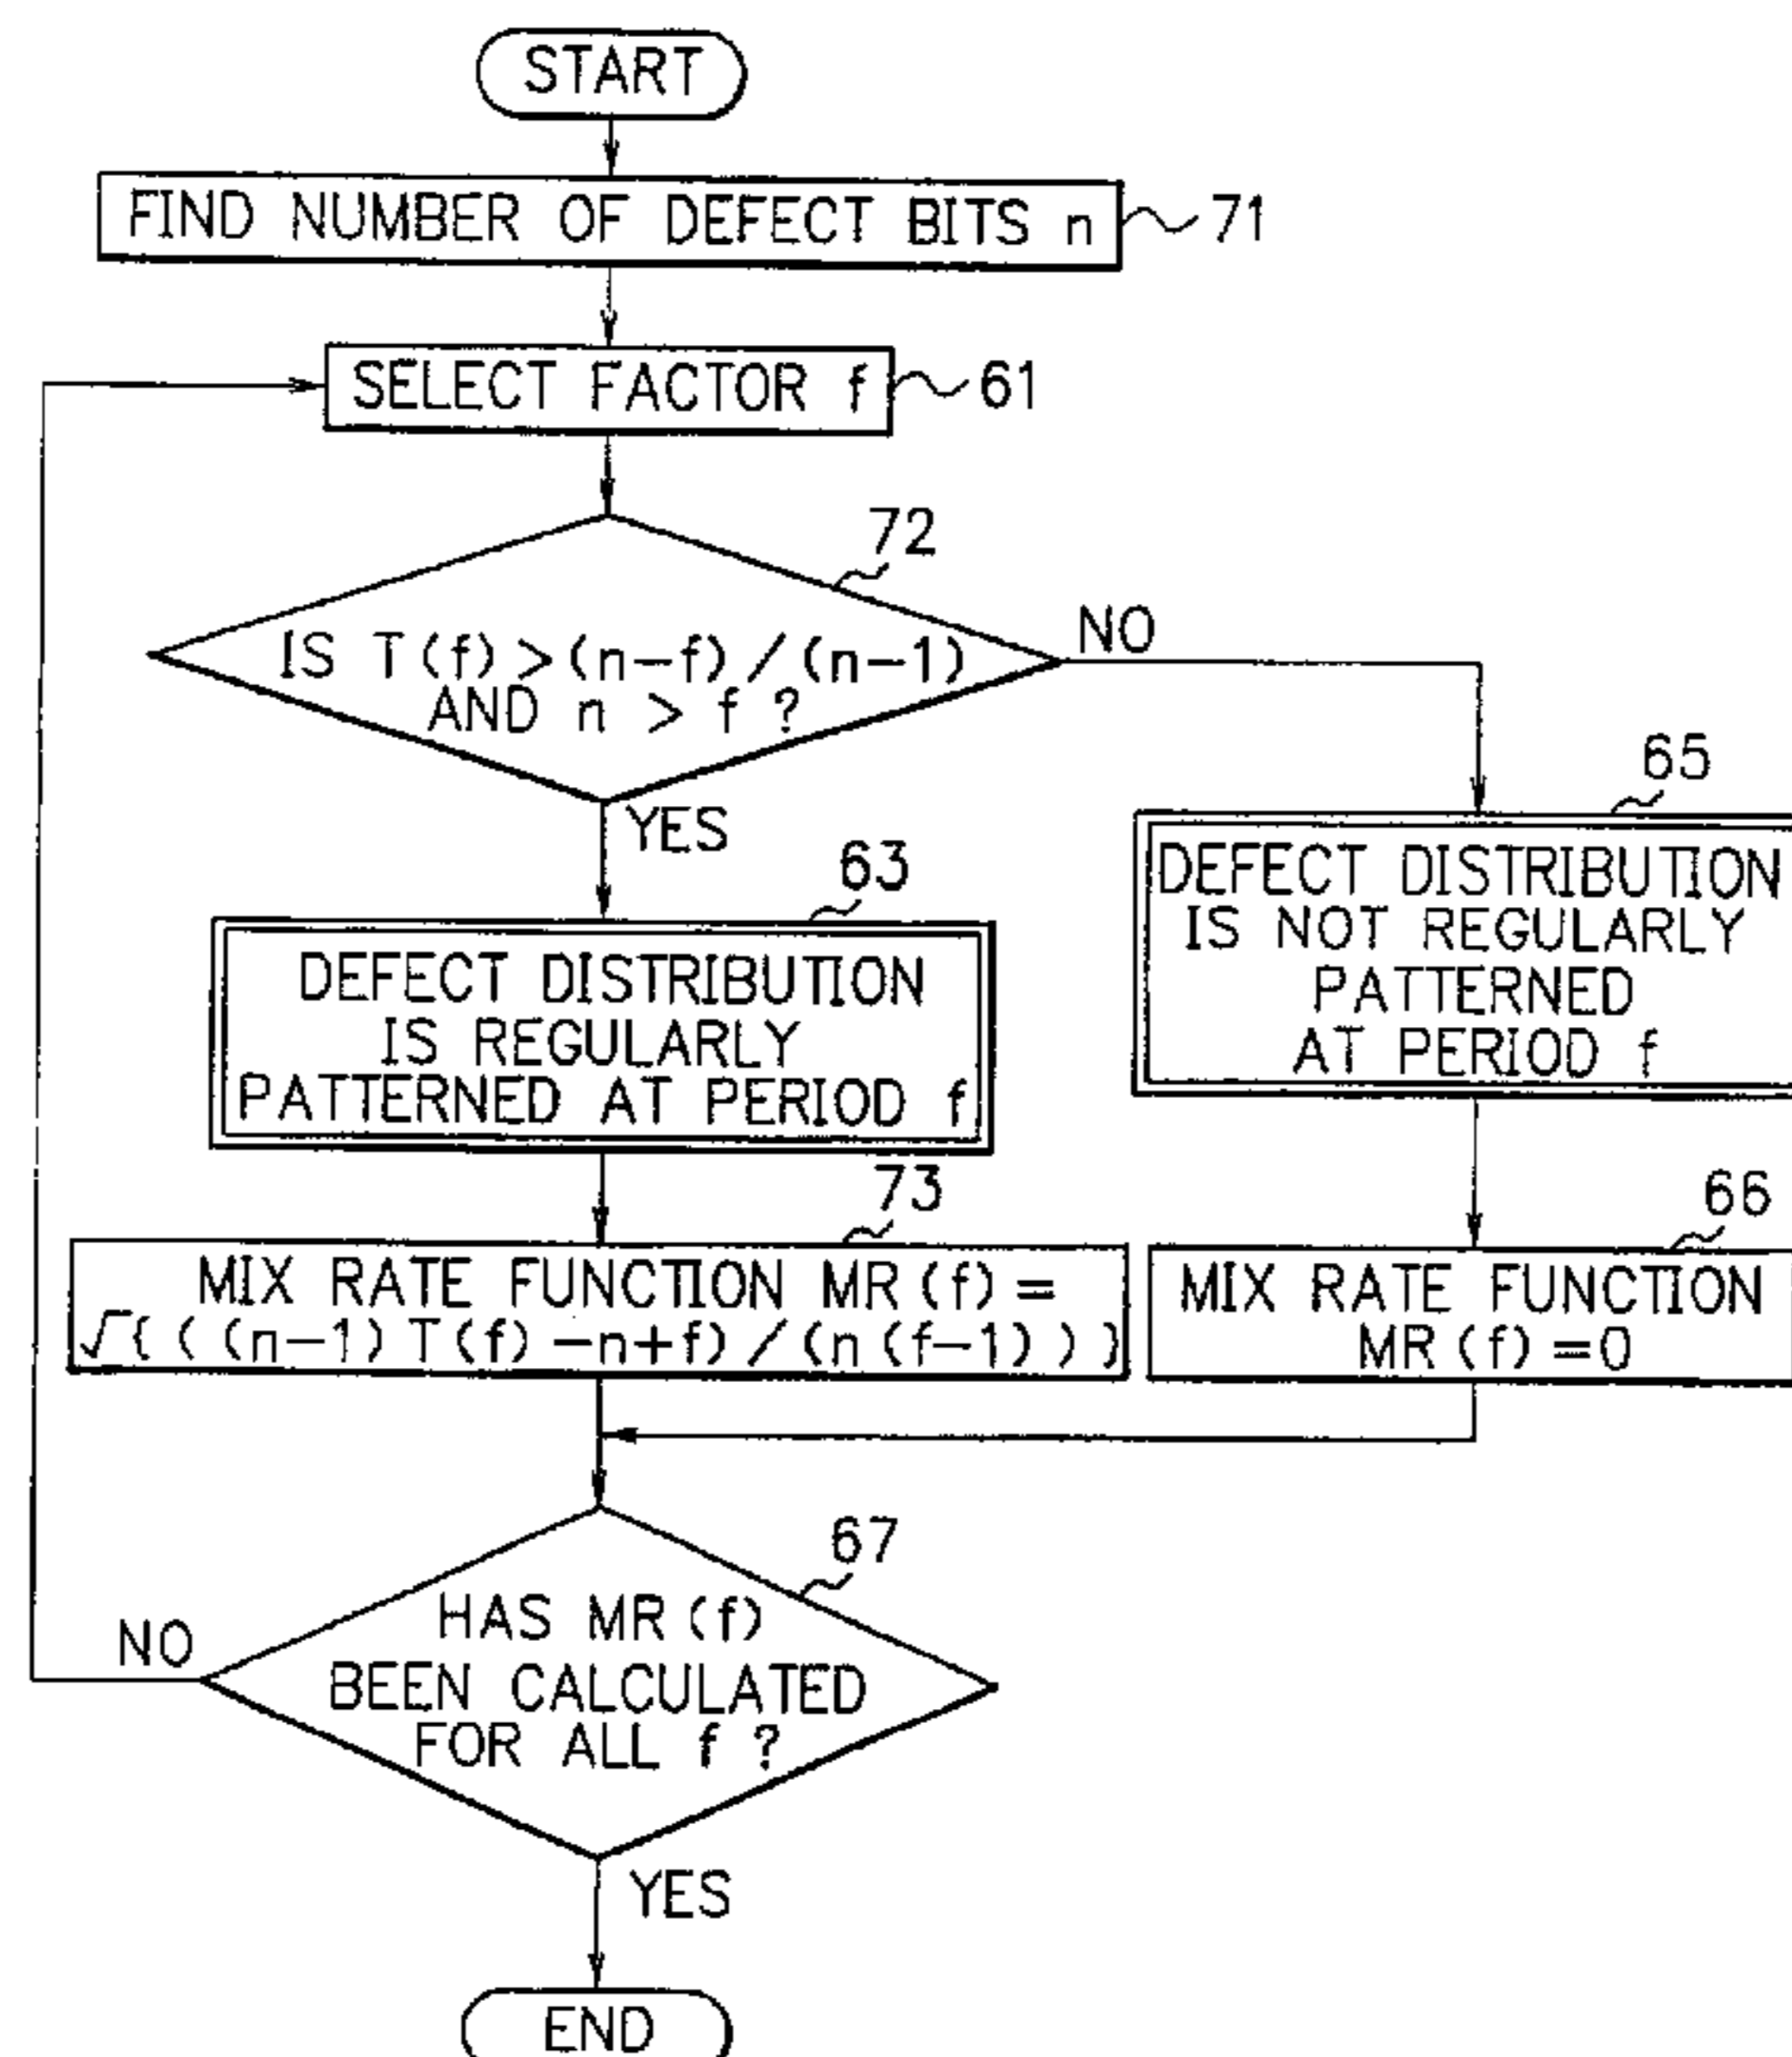 START
FIND NUMBER OF DEFECT BITS n
71
SELECT FACTOR f
61
72
IS T(f)>(n-f)/(n-1)
AND n > f ?
NO
YES
65
DEFECT DISTRIBUTION
IS NOT REGULARLY
PATTERNED
AT PERIOD f
63
DEFECT DISTRIBUTION
IS REGULARLY
PATTERNED AT PERIOD f
73
MIX RATE FUNCTION MR(f)=
√{(((n-1)T(f)-n+f)/(n(f-1)))}
66
MIX RATE FUNCTION
MR(f)=0
67
HAS MR(f)
BEEN CALCULATED
FOR ALL f ?
NO
YES
END